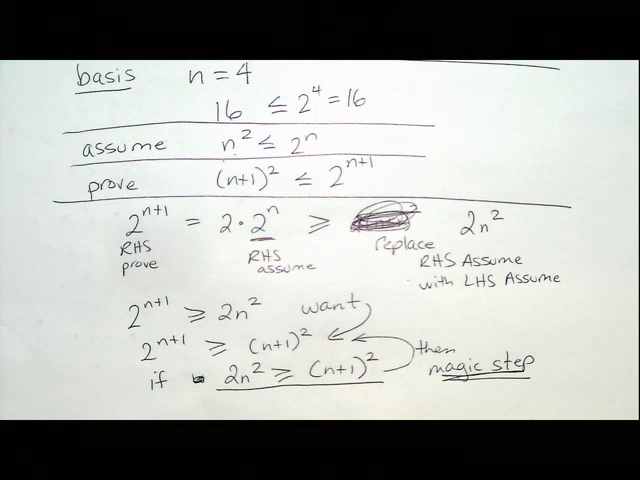 basis n = 4
16 ≤ 2⁴ = 16
assume n² ≤ 2ⁿ
prove (n+1)² ≤ 2ⁿ⁺¹
2ⁿ⁺¹ = 2 · 2ⁿ ≥ 2n²
RHS prove
RHS assume
replace RHS Assume
with LHS Assume
2ⁿ⁺¹ ≥ 2n² want
2ⁿ⁺¹ ≥ (n+1)²
then
if 2n² ≥ (n+1)² magic step